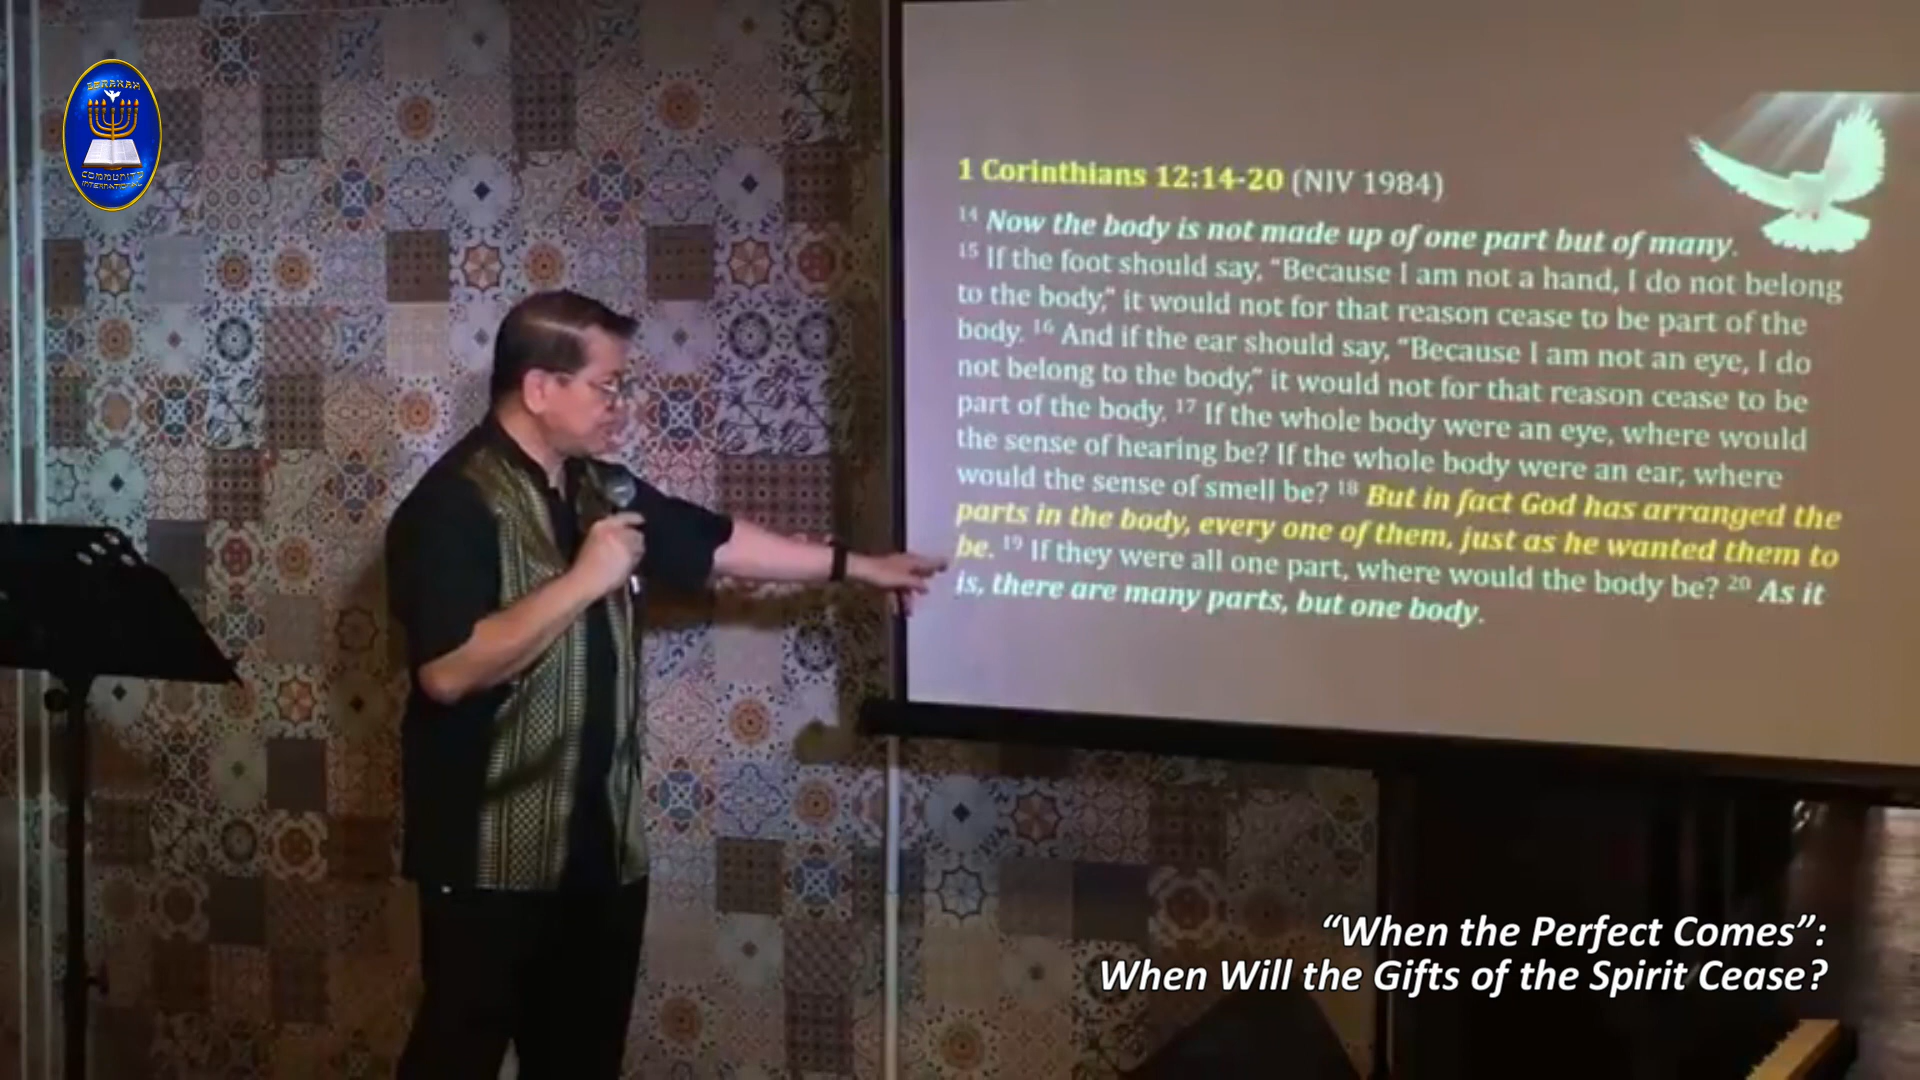 ƎBRAKAH
COMMUNITY
INTERNATIONAL
1 Corinthians 12:14-20 (NIV 1984)
14 Now the body is not made up of one part but of many.
15 If the foot should say, “Because I am not a hand, I do not belong
to the body,” it would not for that reason cease to be part of the
body. 16 And if the ear should say, “Because I am not an eye, I do
not belong to the body,” it would not for that reason cease to be
part of the body. 17 If the whole body were an eye, where would
the sense of hearing be? If the whole body were an ear, where
would the sense of smell be? 18 But in fact God has arranged the
parts in the body, every one of them, just as he wanted them to
be. 19 If they were all one part, where would the body be? 20 As it
is, there are many parts, but one body.
“When the Perfect Comes”:
When Will the Gifts of the Spirit Cease?